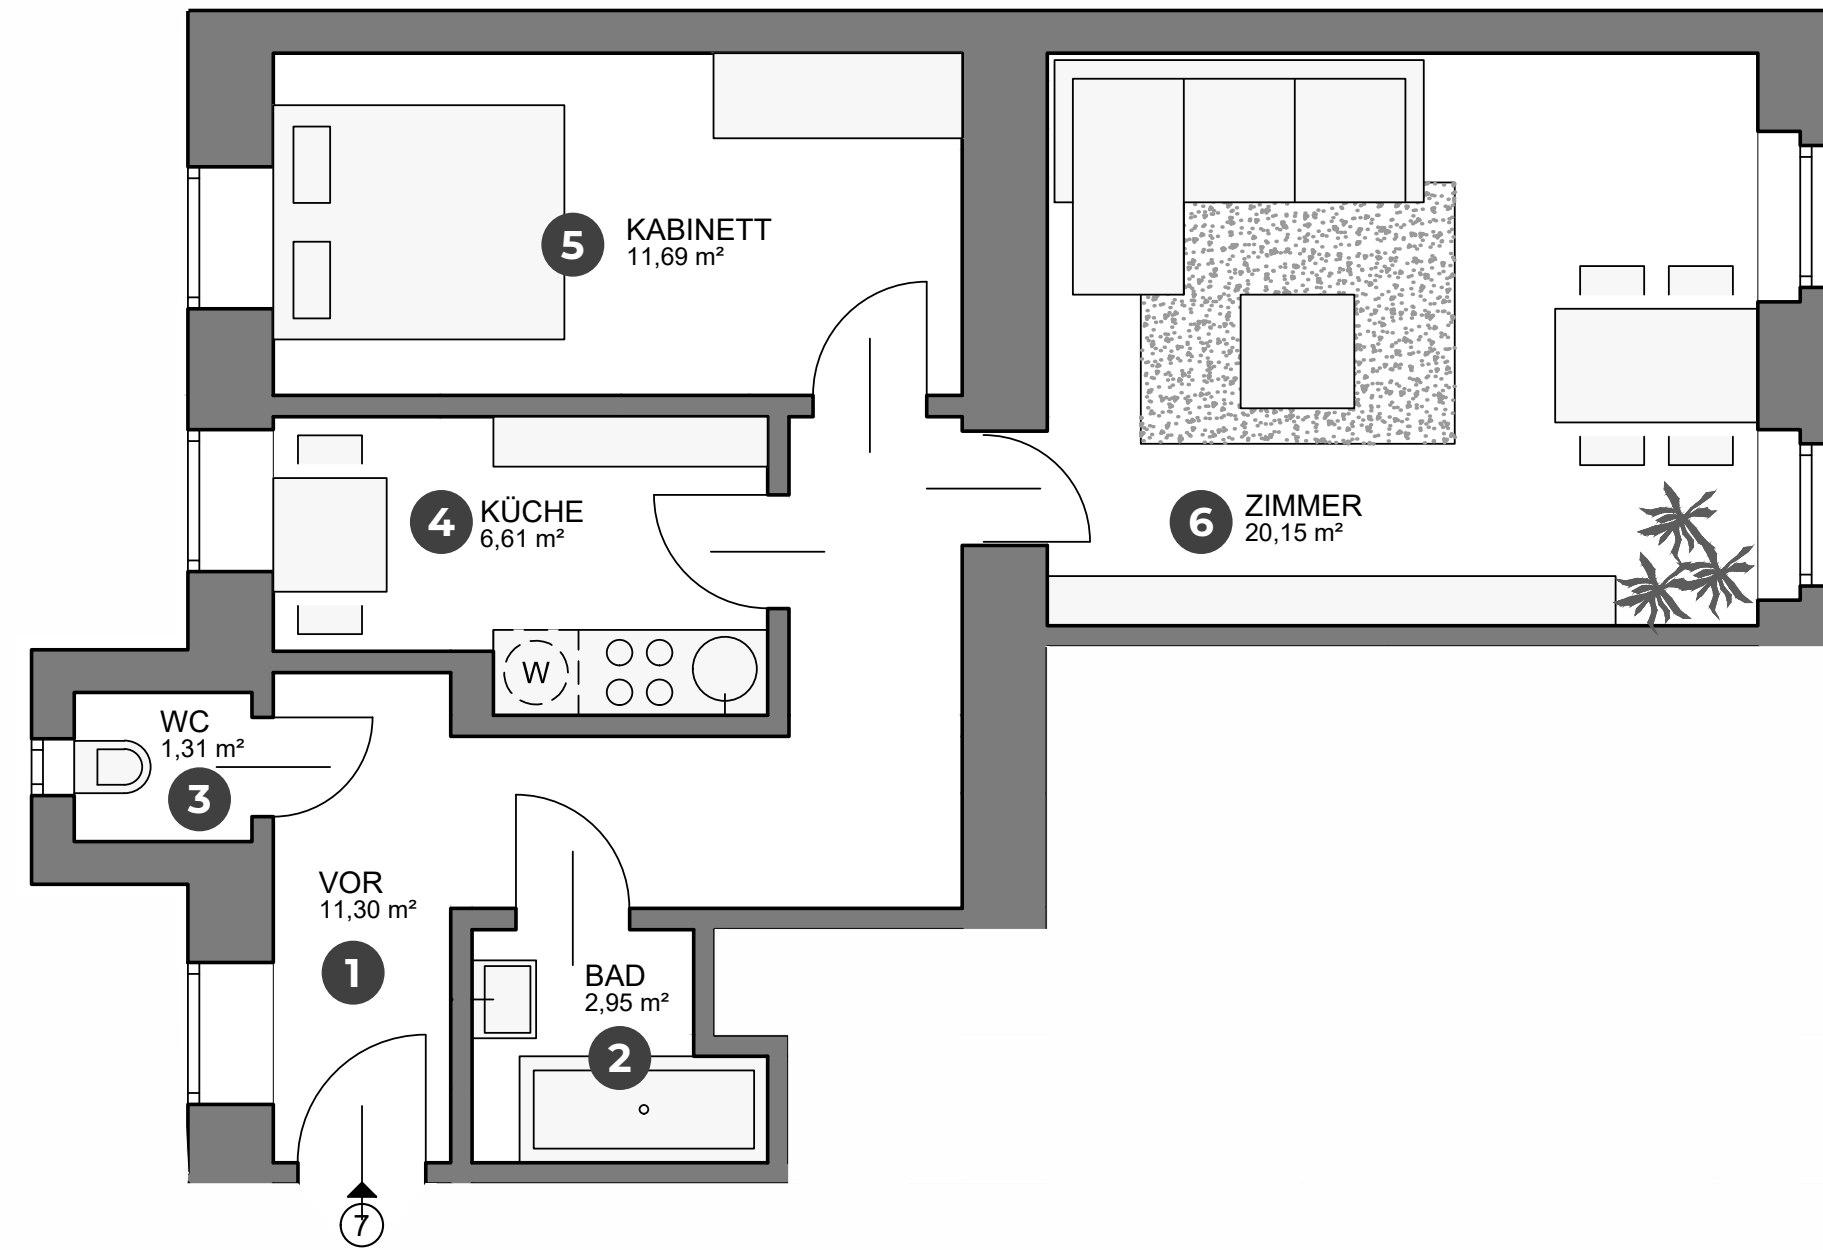 5
KABINETT
11,69 m²
4
KÜCHE
6,61 m²
6
ZIMMER
20,15 m²
W
WC
1,31 m²
3
VOR
11,30 m²
1
BAD
2,95 m²
2
7